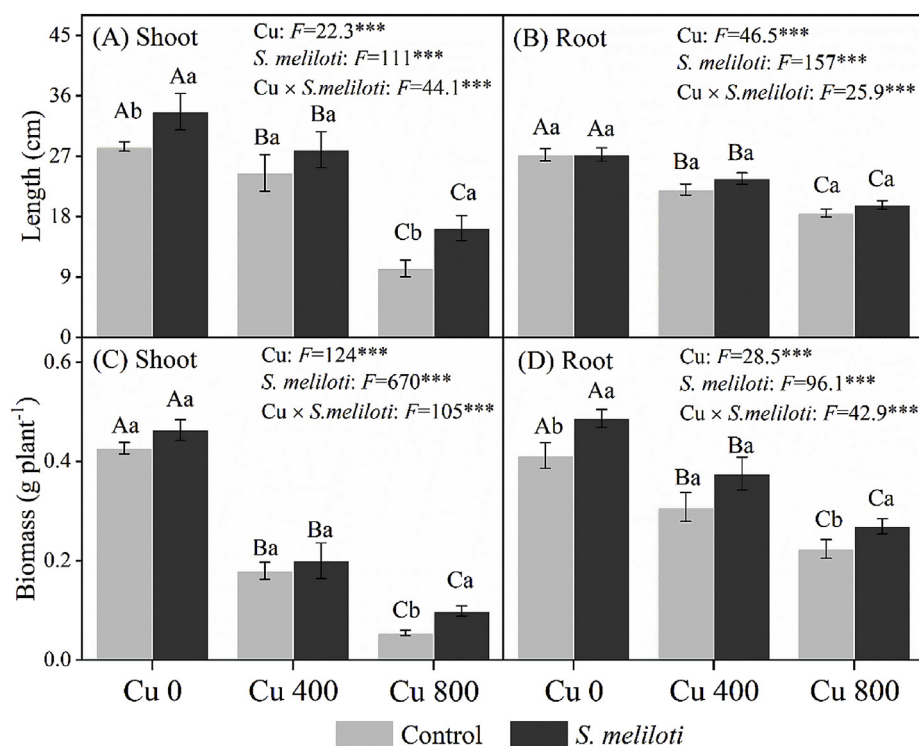 (A) Shoot
Cu: F=22.3***
S. meliloti: F=111***
Cu × S.meliloti: F=44.1***
(B) Root
Cu: F=46.5***
S. meliloti: F=157***
Cu × S.meliloti: F=25.9***
Length (cm)
45
36
27
18
9
0
Ab
Aa
Ba
Ba
Cb
Ca
Aa
Aa
Ba
Ba
Ca
Ca
(C) Shoot
Cu: F=124***
S. meliloti: F=670***
Cu × S.meliloti: F=105***
(D) Root
Cu: F=28.5***
S. meliloti: F=96.1***
Cu × S.meliloti: F=42.9***
Biomass (g plant⁻¹)
0.6
0.4
0.2
0.0
Aa
Aa
Ba
Ba
Cb
Ca
Ab
Aa
Ba
Ba
Cb
Ca
Cu 0
Cu 400
Cu 800
Cu 0
Cu 400
Cu 800
Control
S. meliloti